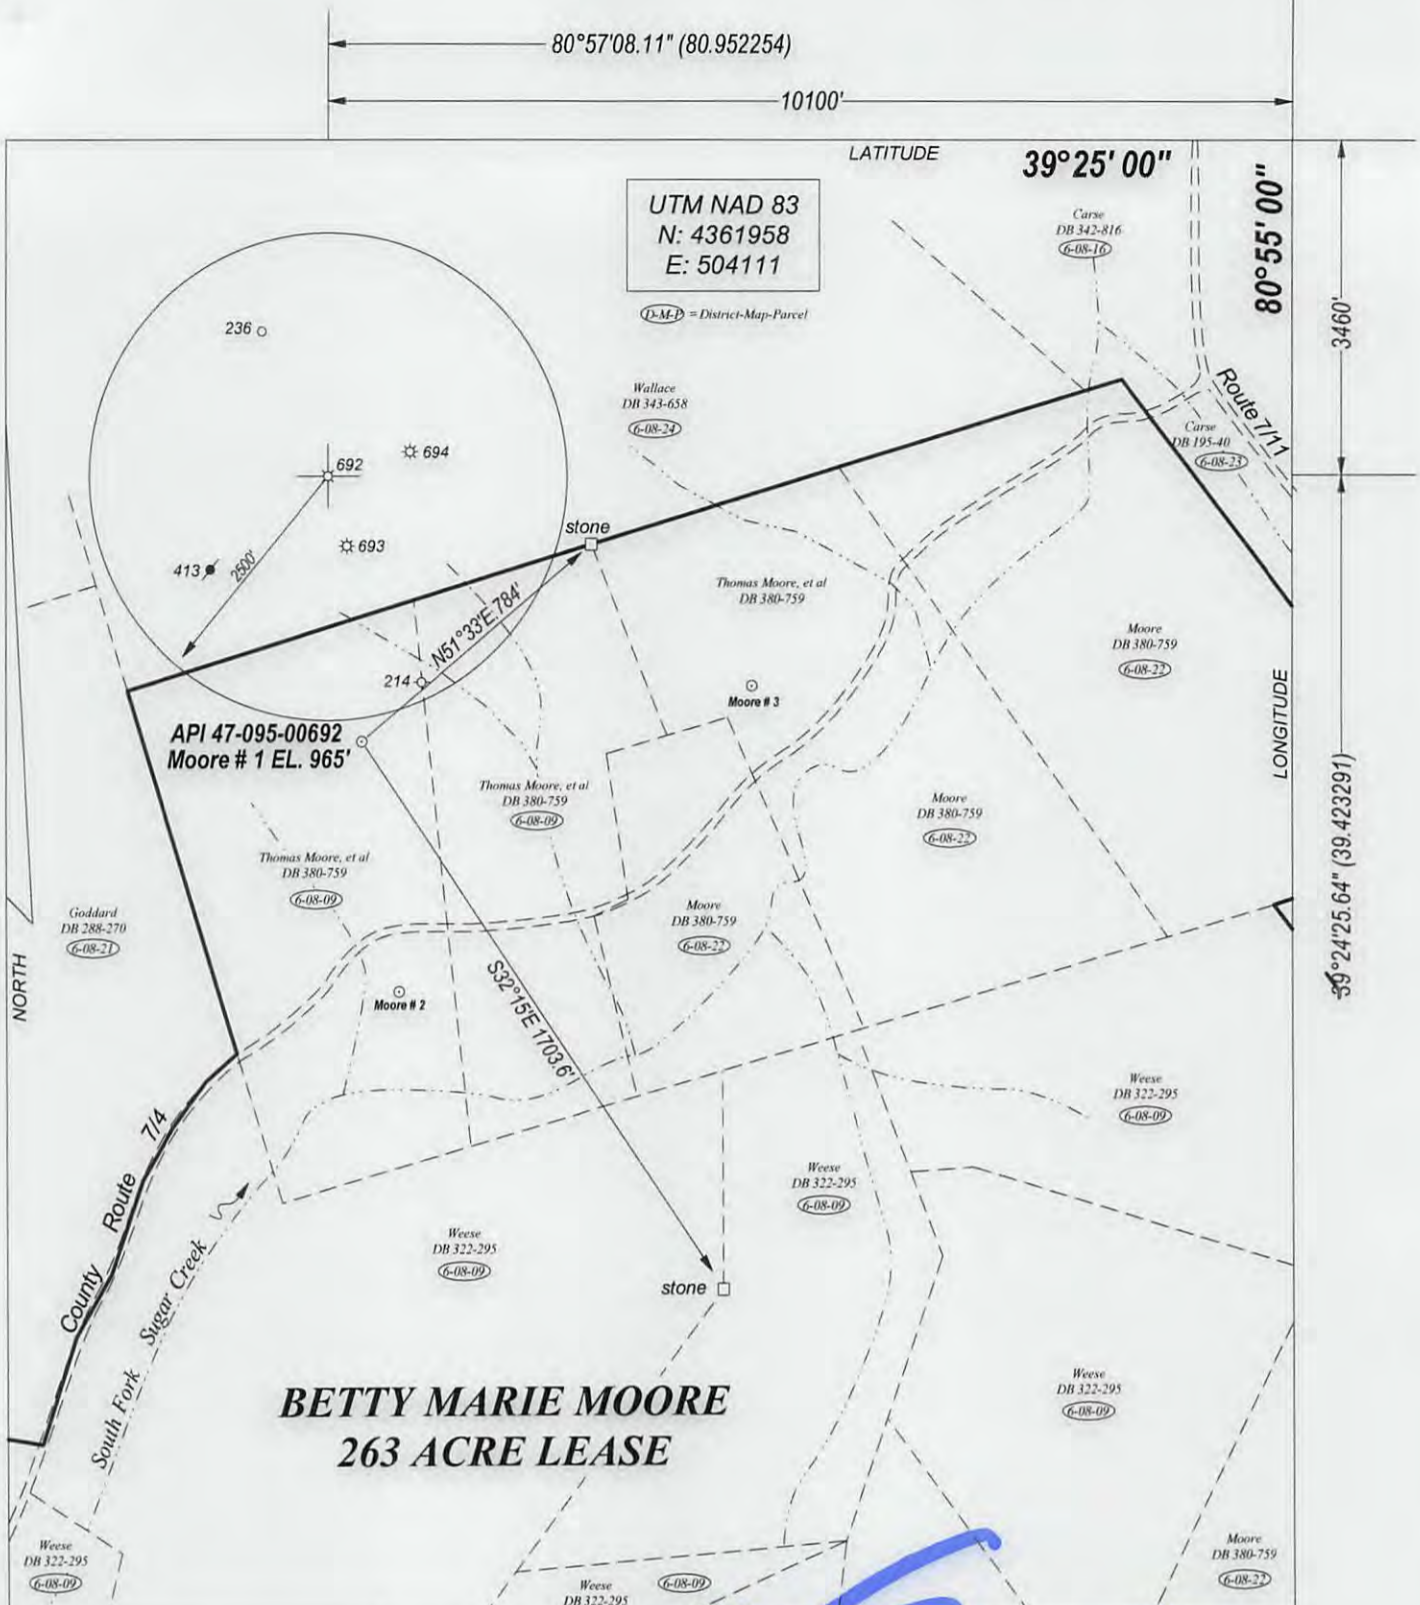 80°57'08.11" (80.952254)
10100'
LATITUDE
39°25' 00"
80°55' 00"
3460'
UTM NAD 83
N: 4361958
E: 504111
D-M-P = District-Map-Parcel
Carse
DB 342-816
6-08-16
236
Wallace
DB 343-658
6-08-24
Route 7/11
Carse
DB 195-40
6-08-23
692
694
693
413
2500'
stone
N51°33'E 784'
Thomas Moore, et al
DB 380-759
Moore
DB 380-759
6-08-22
214
Moore # 3
LONGITUDE
39°24'25.64" (39.423291)
API 47-095-00692
Moore # 1 EL. 965'
Thomas Moore, et al
DB 380-759
6-08-09
Moore
DB 380-759
6-08-22
Thomas Moore, et al
DB 380-759
6-08-09
Goddard
DB 288-270
6-08-21
Moore
DB 380-759
6-08-22
NORTH
Moore # 2
S32°15'E 1703.6'
Weese
DB 322-295
6-08-09
County Route 7/4
Weese
DB 322-295
6-08-09
Weese
DB 322-295
6-08-09
South Fork Sugar Creek
stone
BETTY MARIE MOORE
263 ACRE LEASE
Weese
DB 322-295
6-08-09
Weese
DB 322-295
6-08-09
Weese
DB 322-295
6-08-09
Moore
DB 380-759
6-08-22